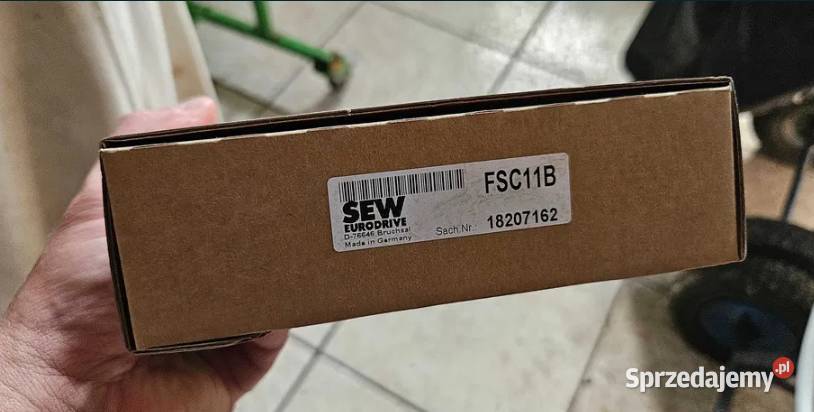 FSC11B
SEW
EURODRIVE
D-76646 Bruchsal
Made in Germany
Sach.Nr.: 18207162
Sprzedajemy.pl